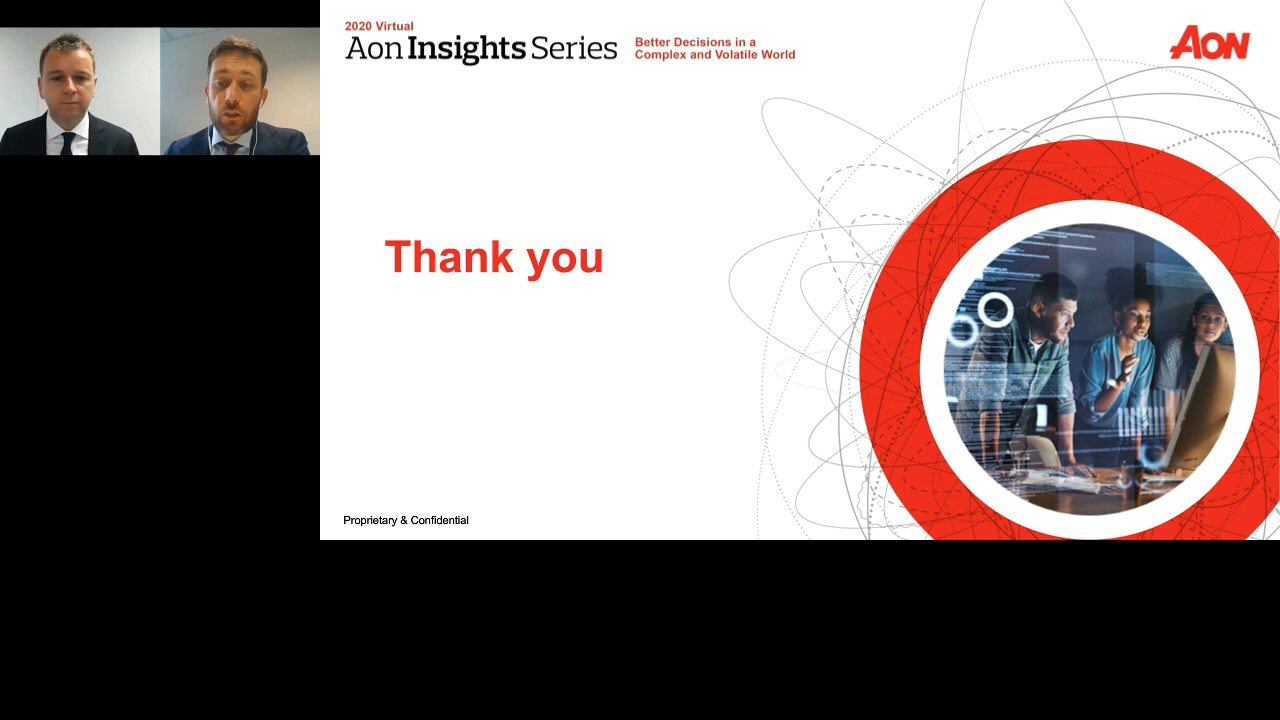 2020 Virtual
Aon Insights Series
Better Decisions in a
Complex and Volatile World
AON
Thank you
Proprietary & Confidential